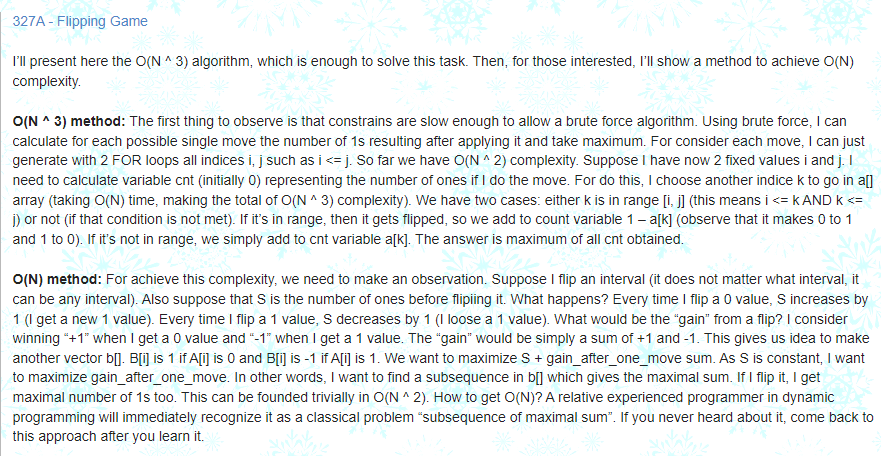 327A - Flipping Game
I'll present here the O(N ^ 3) algorithm, which is enough to solve this task. Then, for those interested, I'll show a method to achieve O(N)
complexity.
O(N ^ 3) method: The first thing to observe is that constrains are slow enough to allow a brute force algorithm. Using brute force, I can
calculate for each possible single move the number of 1s resulting after applying it and take maximum. For consider each move, I can just
generate with 2 FOR loops all indices i, j such as i <= j. So far we have O(N ^ 2) complexity. Suppose I have now 2 fixed values i and j. I
need to calculate variable cnt (initially 0) representing the number of ones if I do the move. For do this, I choose another indice k to go in a[]
array (taking O(N) time, making the total of O(N ^ 3) complexity). We have two cases: either k is in range [i, j] (this means i <= k AND k <=
j) or not (if that condition is not met). If it's in range, then it gets flipped, so we add to count variable 1 – a[k] (observe that it makes 0 to 1
and 1 to 0). If it's not in range, we simply add to cnt variable a[k]. The answer is maximum of all cnt obtained.
O(N) method: For achieve this complexity, we need to make an observation. Suppose I flip an interval (it does not matter what interval, it
can be any interval). Also suppose that S is the number of ones before flipiing it. What happens? Every time I flip a 0 value, S increases by
1 (I get a new 1 value). Every time I flip a 1 value, S decreases by 1 (I loose a 1 value). What would be the "gain" from a flip? I consider
winning "+1" when I get a 0 value and "-1" when I get a 1 value. The "gain" would be simply a sum of +1 and -1. This gives us idea to make
another vector b[]. B[i] is 1 if A[i] is 0 and B[i] is -1 if A[i] is 1. We want to maximize S + gain_after_one_move sum. As S is constant, I want
to maximize gain_after_one_move. In other words, I want to find a subsequence in b[] which gives the maximal sum. If I flip it, I get
maximal number of 1s too. This can be founded trivially in O(N ^ 2). How to get O(N)? A relative experienced programmer in dynamic
programming will immediately recognize it as a classical problem "subsequence of maximal sum". If you never heard about it, come back to
this approach after you learn it.